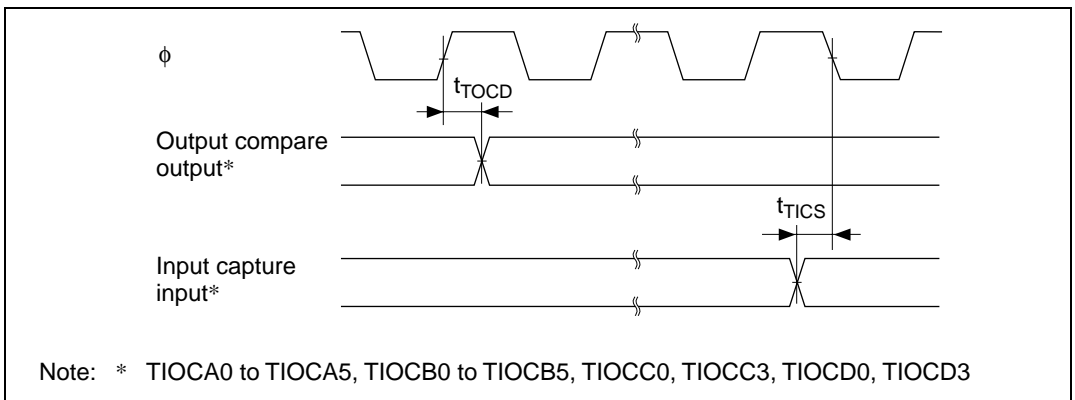 ϕ
tTOCD
Output compare
output*
tTICS
Input capture
input*
Note: * TIOCA0 to TIOCA5, TIOCB0 to TIOCB5, TIOCC0, TIOCC3, TIOCD0, TIOCD3